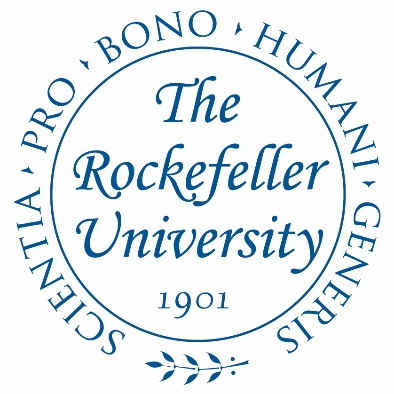 SCIENTIA · PRO · BONO · HUMANI · GENERIS
The
Rockefeller
University
1901